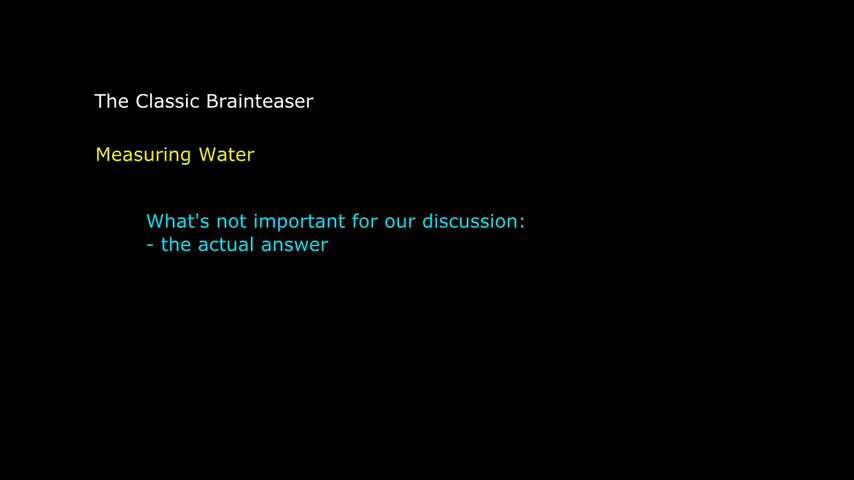 The Classic Brainteaser
Measuring Water
What's not important for our discussion:
- the actual answer